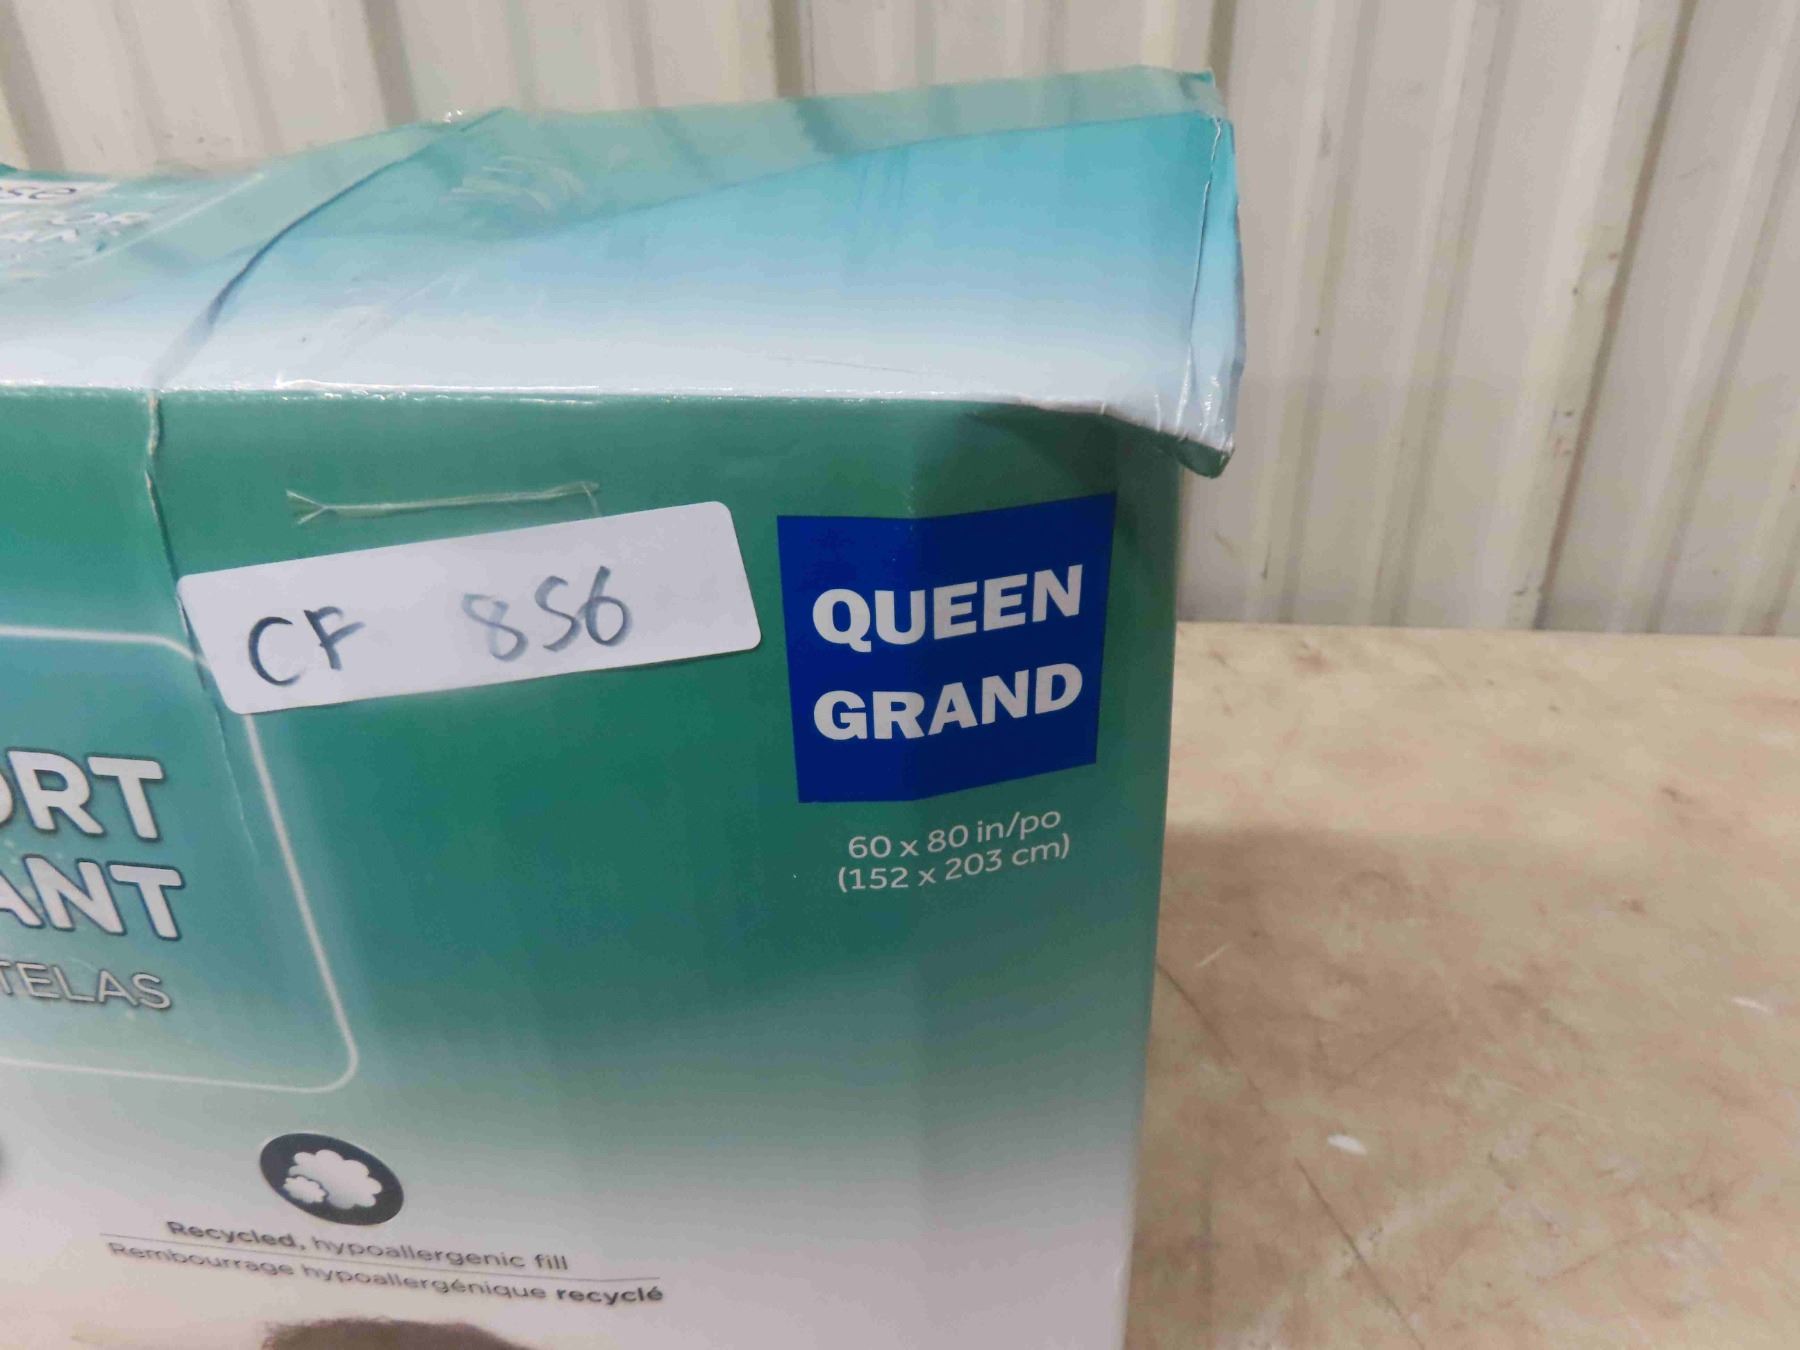 CF 856
QUEEN
GRAND
60 x 80 in/po
(152 x 203 cm)
ORT
ANT
TELAS
Recycled, hypoallergenic fill
Rembourrage hypoallergénique recyclé